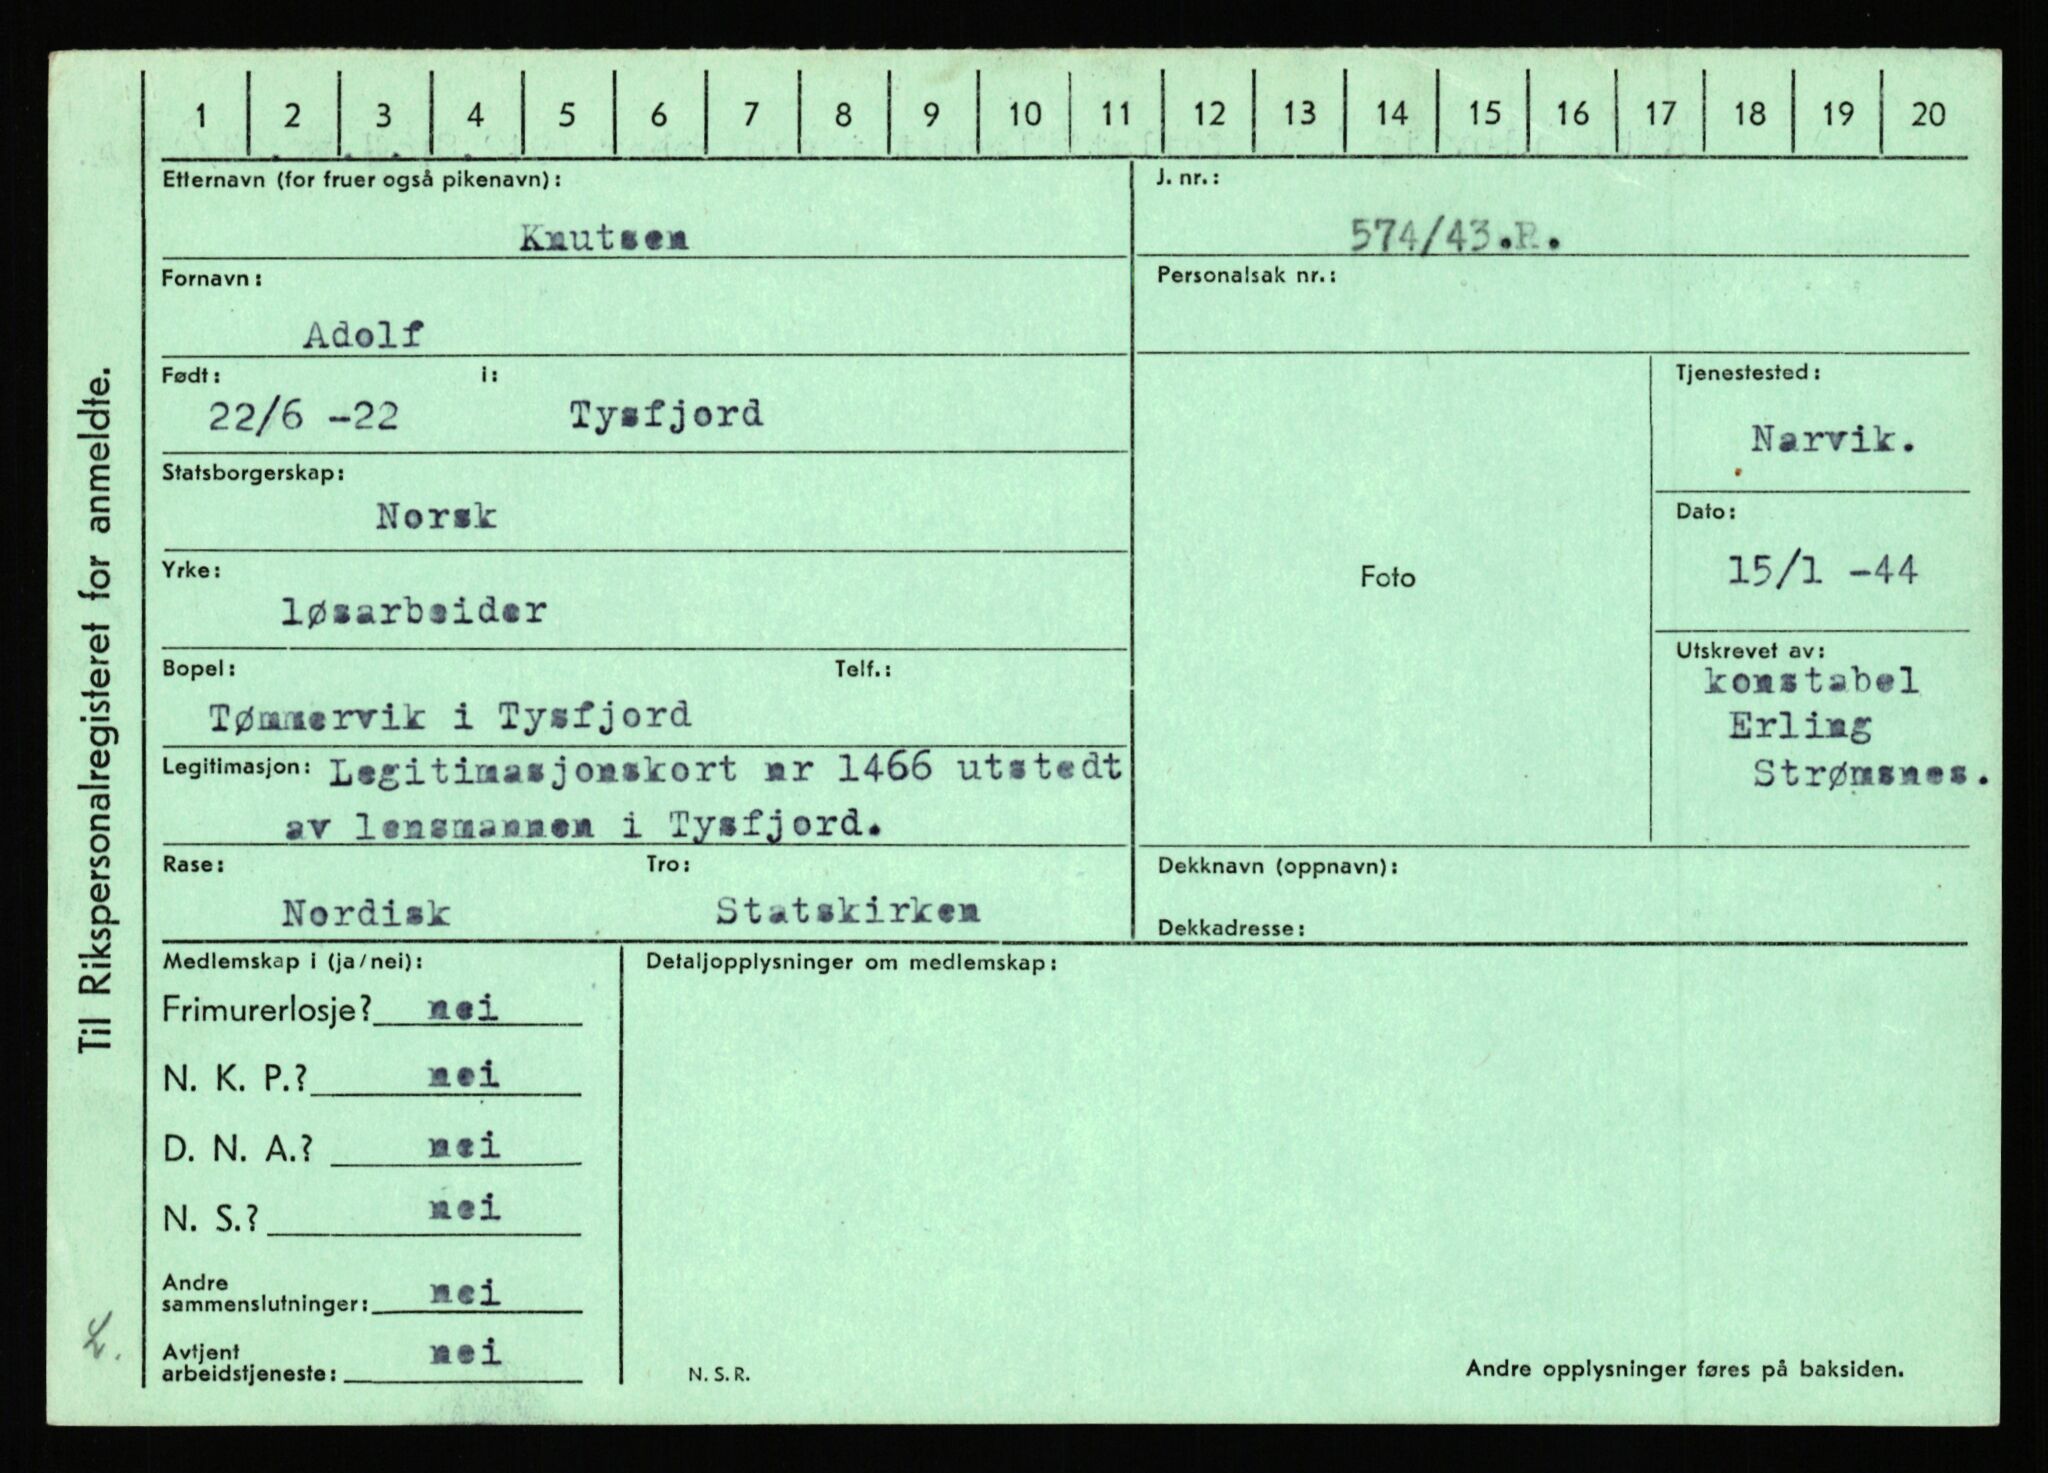 1 2 3 4 5 6 7 8 9 10 11 12 13 14 15 16 17 18 19 20
Til Rikspersonalregisteret for anmeldte.
Etternavn (for fruer også pikenavn):
Knutsen
Fornavn:
Adolf
Født: i:
22/6 -22 Tysfjord
Statsborgerskap:
Norsk
Yrke:
løsarbeider
Bopel: Telf.:
Tømmervik i Tysfjord
Legitimasjon: Legitimasjonskort nr 1466 utstedt
av lensmannen i Tysfjord.
Rase: Tro:
Nordisk Statskirken
J. nr.:
574/43.R.
Personalsak nr.:
Foto
Tjenestested:
Narvik.
Dato:
15/1 -44
Utskrevet av:
konstabel
Erling
Strømsnes.
Dekknavn (oppnavn):
Dekkadresse:
Medlemskap i (ja/nei):
Frimurerlosje? nei
N. K. P.? nei
D. N. A.? nei
N. S.? nei
Andre
sammenslutninger: nei
Avtjent
arbeidstjeneste: nei
Detaljopplysninger om medlemskap:
N. S. R.
Andre opplysninger føres på baksiden.